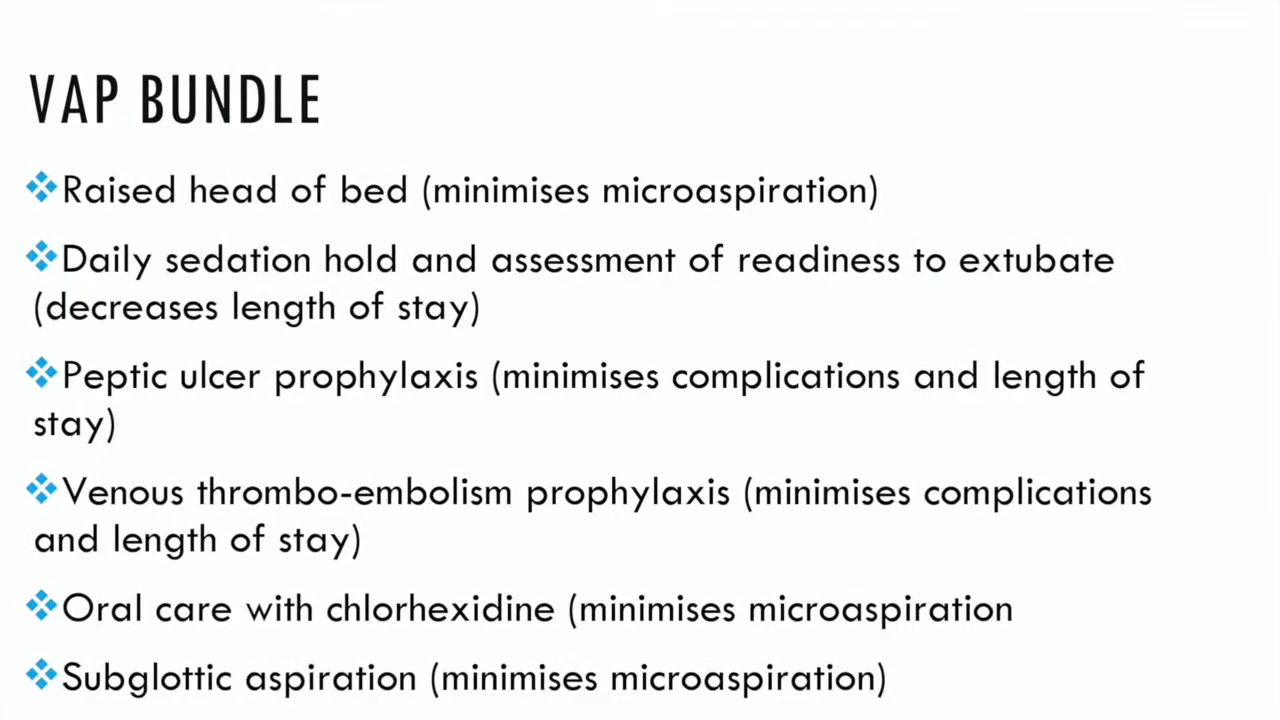 VAP BUNDLE
❖Raised head of bed (minimises microaspiration)
❖Daily sedation hold and assessment of readiness to extubate
(decreases length of stay)
❖Peptic ulcer prophylaxis (minimises complications and length of
stay)
❖Venous thrombo-embolism prophylaxis (minimises complications
and length of stay)
❖Oral care with chlorhexidine (minimises microaspiration
❖Subglottic aspiration (minimises microaspiration)